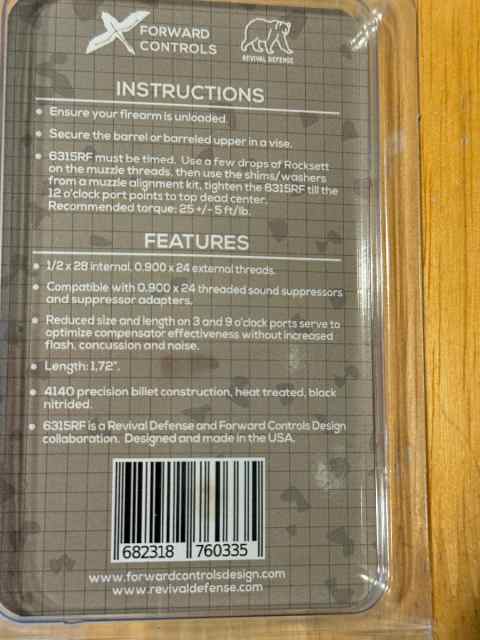 FORWARD
CONTROLS
REVIVAL DEFENSE
INSTRUCTIONS
• Ensure your firearm is unloaded.
• Secure the barrel or barreled upper in a vise.
• 6315RF must be timed. Use a few drops of Rocksett
on the muzzle threads, then use the shims/washers
from a muzzle alignment kit, tighten the 6315RF till the
12 o'clock port points to top dead center.
Recommended torque: 25 +/- 5 ft/lb.
FEATURES
• 1/2 x 28 internal, 0.900 x 24 external threads.
• Compatible with 0.900 x 24 threaded sound suppressors
and suppressor adapters.
• Reduced size and length on 3 and 9 o'clock ports serve to
optimize compensator effectiveness without increased
flash, concussion and noise.
• Length: 1.72".
• 4140 precision billet construction, heat treated, black
nitrided.
• 6315RF is a Revival Defense and Forward Controls Design
collaboration. Designed and made in the USA.
682318 760335
www.forwardcontrolsdesign.com
www.revivaldefense.com